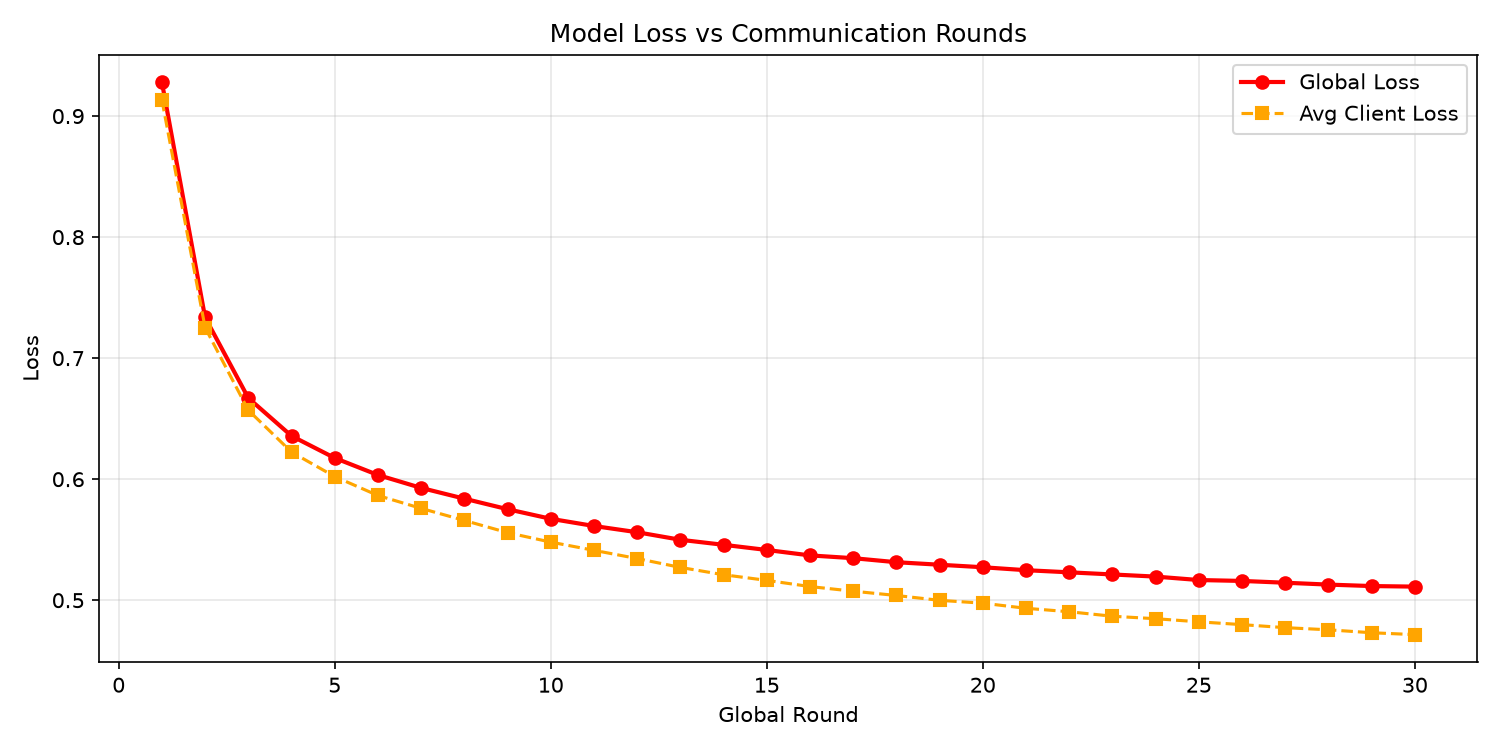 Model Loss vs Communication Rounds
Global Loss
Avg Client Loss
Loss
0.9
0.8
0.7
0.6
0.5
0 5 10 15 20 25 30
Global Round